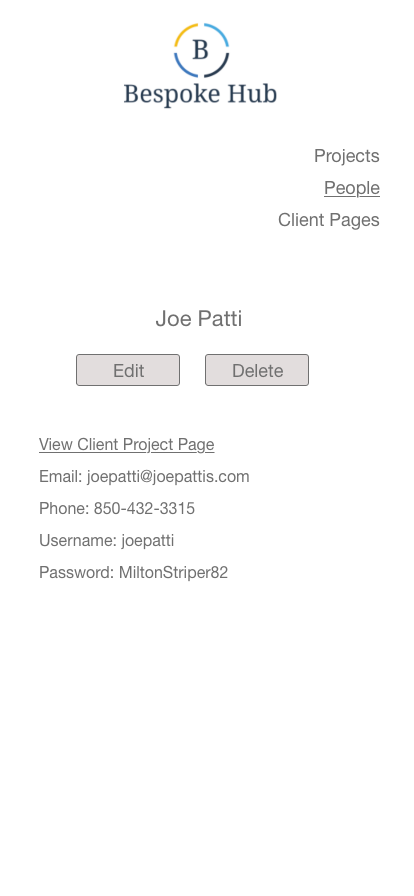 B
Bespoke Hub
Projects
People
Client Pages
Joe Patti
Edit
Delete
View Client Project Page
Email: joepatti@joepattis.com
Phone: 850-432-3315
Username: joepatti
Password: MiltonStriper82